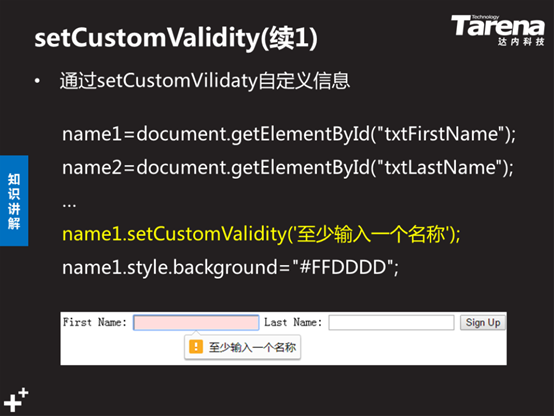 setCustomValidity(续1)
Technology
Tarena
达内科技
• 通过setCustomVilidaty自定义信息
name1=document.getElementById("txtFirstName");
name2=document.getElementById("txtLastName");
...
name1.setCustomValidity('至少输入一个名称');
name1.style.background="#FFDDDD";
知识讲解
First Name: Last Name: Sign Up
至少输入一个名称